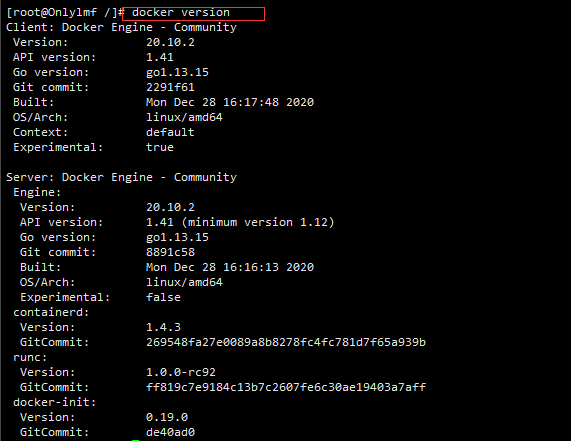 [root@Onlylmf /]# docker version
Client: Docker Engine - Community
Version: 20.10.2
API version: 1.41
Go version: go1.13.15
Git commit: 2291f61
Built: Mon Dec 28 16:17:48 2020
OS/Arch: linux/amd64
Context: default
Experimental: true
Server: Docker Engine - Community
Engine:
Version: 20.10.2
API version: 1.41 (minimum version 1.12)
Go version: go1.13.15
Git commit: 8891c58
Built: Mon Dec 28 16:16:13 2020
OS/Arch: linux/amd64
Experimental: false
containerd:
Version: 1.4.3
GitCommit: 269548fa27e0089a8b8278fc4fc781d7f65a939b
runc:
Version: 1.0.0-rc92
GitCommit: ff819c7e9184c13b7c2607fe6c30ae19403a7aff
docker-init:
Version: 0.19.0
GitCommit: de40ad0